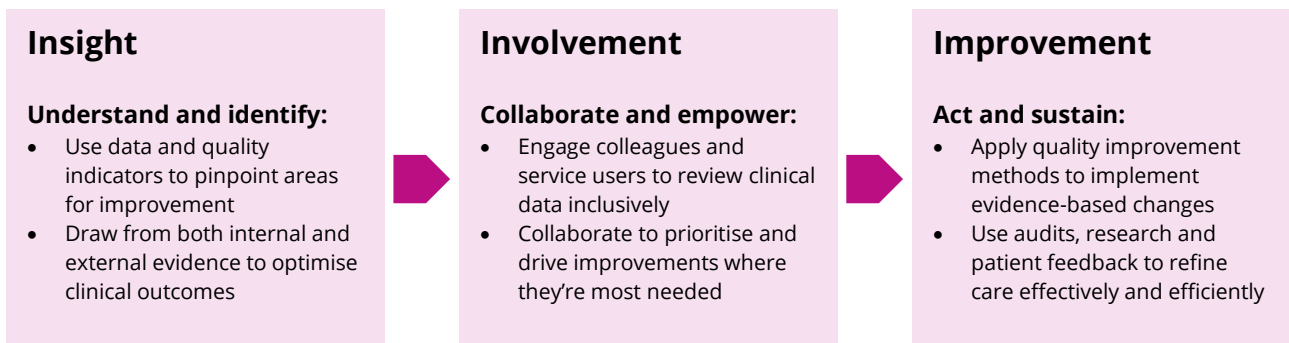 Insight
Understand and identify:
• Use data and quality
indicators to pinpoint areas
for improvement
• Draw from both internal and
external evidence to optimise
clinical outcomes
Involvement
Collaborate and empower:
• Engage colleagues and
service users to review clinical
data inclusively
• Collaborate to prioritise and
drive improvements where
they’re most needed
Improvement
Act and sustain:
• Apply quality improvement
methods to implement
evidence-based changes
• Use audits, research and
patient feedback to refine
care effectively and efficiently